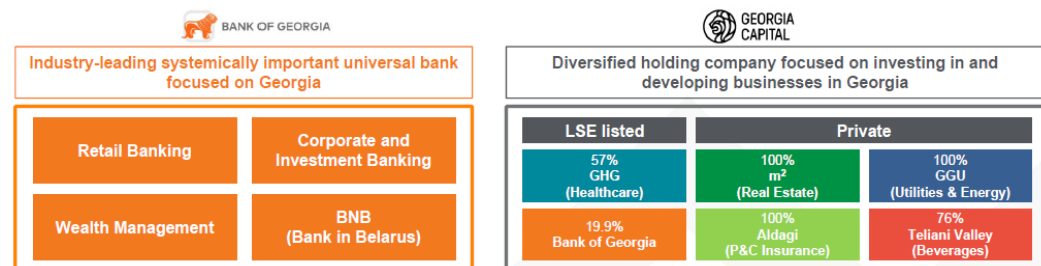 BANK OF GEORGIA
Industry-leading systemically important universal bank
focused on Georgia
Retail Banking
Corporate and
Investment Banking
Wealth Management
BNB
(Bank in Belarus)
GEORGIA
CAPITAL
Diversified holding company focused on investing in and
developing businesses in Georgia
LSE listed
Private
57%
GHG
(Healthcare)
100%
m²
(Real Estate)
100%
GGU
(Utilities & Energy)
19.9%
Bank of Georgia
100%
Aldagi
(P&C Insurance)
76%
Teliani Valley
(Beverages)